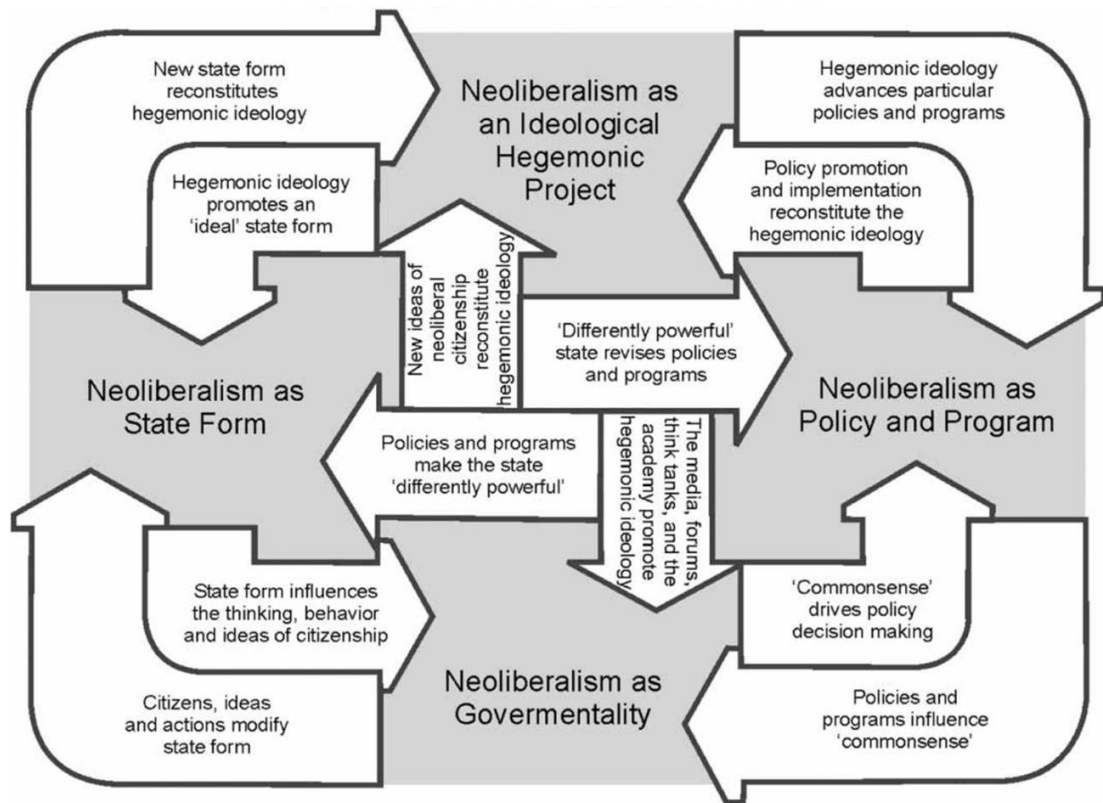 New state form
reconstitutes
hegemonic ideology
Neoliberalism as
an Ideological
Hegemonic
Project
Hegemonic ideology
advances particular
policies and programs
Hegemonic ideology
promotes an
‘ideal’ state form
Policy promotion
and implementation
reconstitute the
hegemonic ideology
New ideas of
neoliberal
citizenship
reconstitute
hegemonic ideology
‘Differently powerful’
state revises policies
and programs
Neoliberalism as
State Form
Neoliberalism as
Policy and Program
Policies and programs
make the state
‘differently powerful’
The media, forums,
think tanks, and the
academy promote
hegemonic ideology
State form influences
the thinking, behavior
and ideas of citizenship
‘Commonsense’
drives policy
decision making
Neoliberalism as
Govermentality
Citizens, ideas
and actions modify
state form
Policies and
programs influence
‘commonsense’